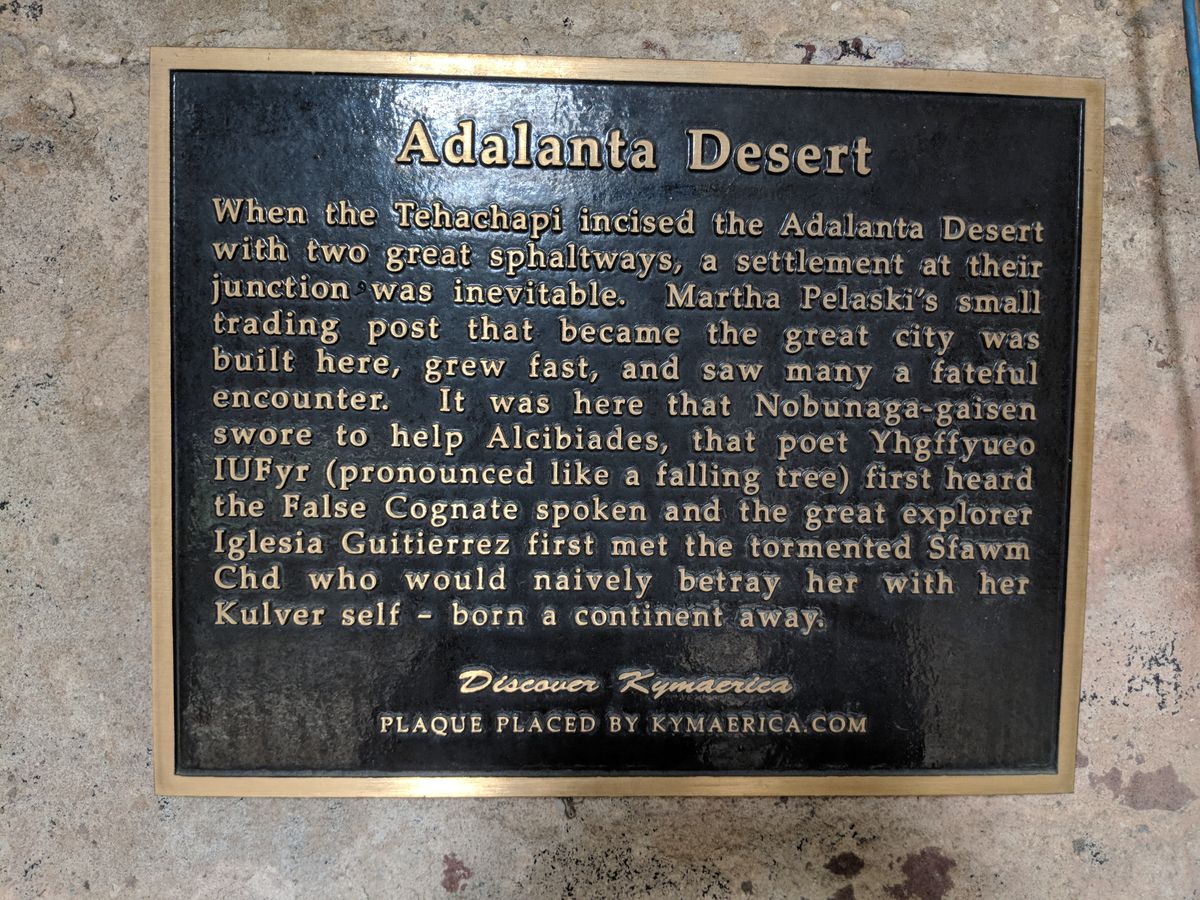 Adalanta Desert
When the Tehachapi incised the Adalanta Desert
with two great sphaltways, a settlement at their
junction was inevitable. Martha Pelaski's small
trading post that became the great city was
built here, grew fast, and saw many a fateful
encounter. It was here that Nobunaga-gaisen
swore to help Alcibiades, that poet Yhgffyueo
IUFyr (pronounced like a falling tree) first heard
the False Cognate spoken and the great explorer
Iglesia Guitierrez first met the tormented Sfawm
Chd who would naively betray her with her
Kulver self – born a continent away.
Discover Kymaerica
PLAQUE PLACED BY KYMAERICA.COM